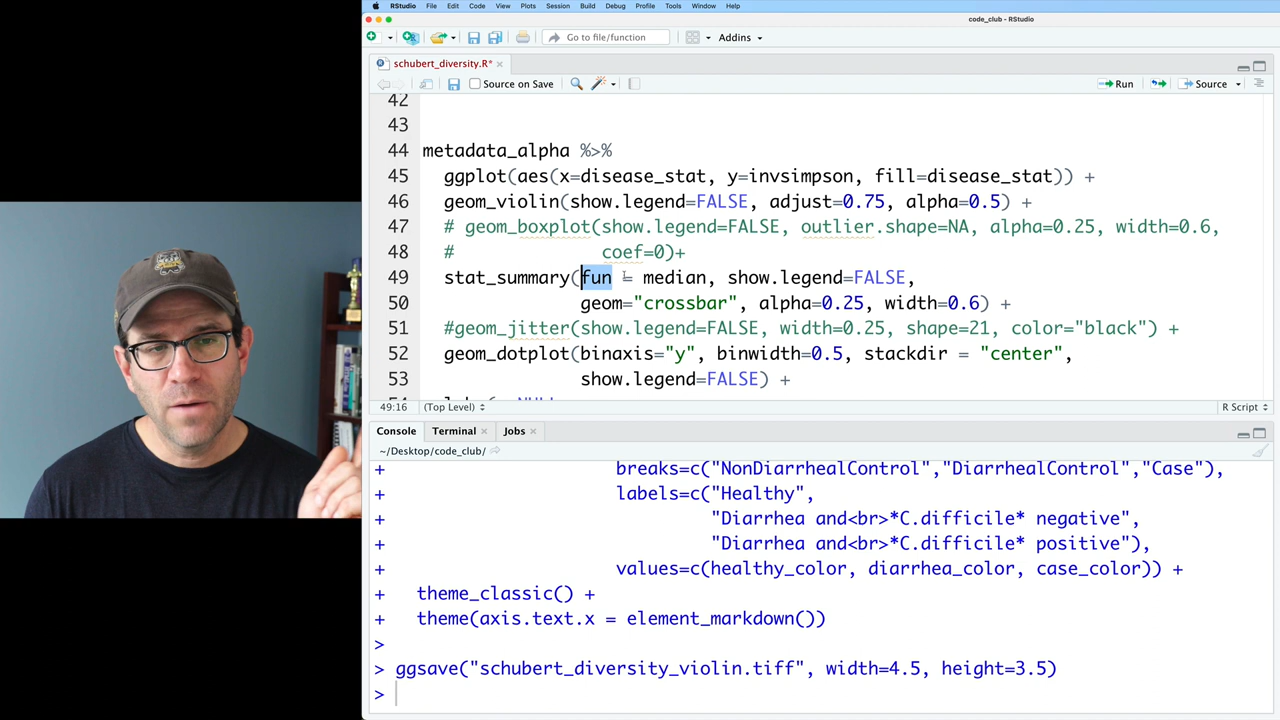 RStudio File Edit Code View Plots Session Build Debug Profile Tools Window Help
code_club - RStudio
Go to file/function Addins
schubert_diversity.R*
Source on Save Run Source
42
43
44 metadata_alpha %>%
45 ggplot(aes(x=disease_stat, y=invsimpson, fill=disease_stat)) +
46 geom_violin(show.legend=FALSE, adjust=0.75, alpha=0.5) +
47 # geom_boxplot(show.legend=FALSE, outlier.shape=NA, alpha=0.25, width=0.6,
48 # coef=0)+
49 stat_summary(fun = median, show.legend=FALSE,
50 geom="crossbar", alpha=0.25, width=0.6) +
51 #geom_jitter(show.legend=FALSE, width=0.25, shape=21, color="black") +
52 geom_dotplot(binaxis="y", binwidth=0.5, stackdir = "center",
53 show.legend=FALSE) +
49:16 (Top Level) R Script
Console Terminal Jobs
~/Desktop/code_club/
+ breaks=c("NonDiarrhealControl","DiarrhealControl","Case"),
+ labels=c("Healthy",
+ "Diarrhea and<br>*C.difficile* negative",
+ "Diarrhea and<br>*C.difficile* positive"),
+ values=c(healthy_color, diarrhea_color, case_color)) +
+ theme_classic() +
+ theme(axis.text.x = element_markdown())
>
> ggsave("schubert_diversity_violin.tiff", width=4.5, height=3.5)
>